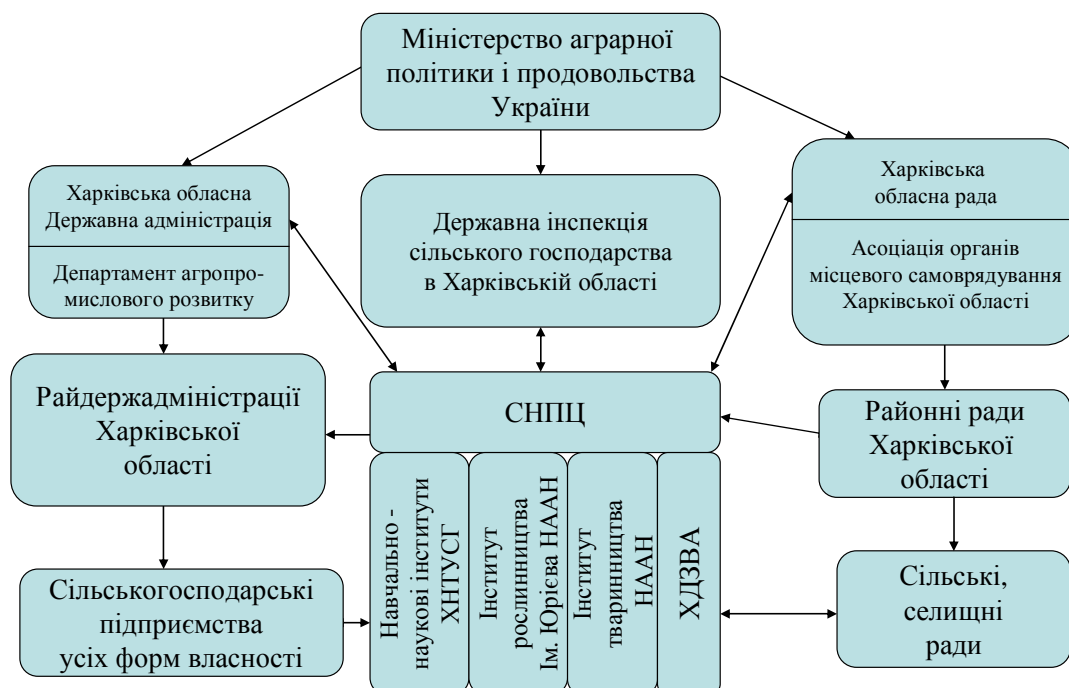 Міністерство аграрної
політики і продовольства
України
Харківська обласна
Державна адміністрація
Департамент агропро-
мислового розвитку
Державна інспекція
сільського господарства
в Харківській області
Харківська
обласна рада
Асоціація органів
місцевого самоврядування
Харківської області
Райдержадміністрації
Харківської
області
СНПЦ
Районні ради
Харківської
області
Сільськогосподарські
підприємства
усіх форм власності
Навчально -
наукові інститути
ХНТУСГ
Інститут
рослинництва
Ім. Юрієва НААН
Інститут
тваринництва
НААН
ХДЗВА
Сільські,
селищні
ради